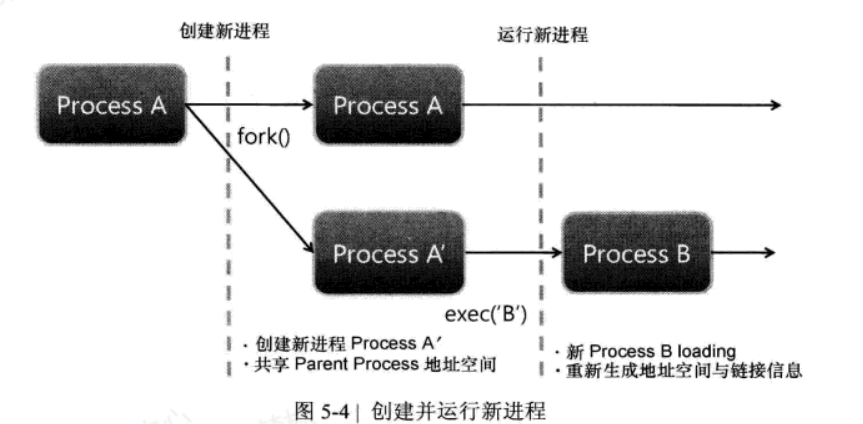 创建新进程
运行新进程
Process A
Process A
fork()
Process A′
Process B
exec('B')
· 创建新进程 Process A′
· 共享 Parent Process 地址空间
· 新 Process B loading
· 重新生成地址空间与链接信息
图 5-4 | 创建并运行新进程